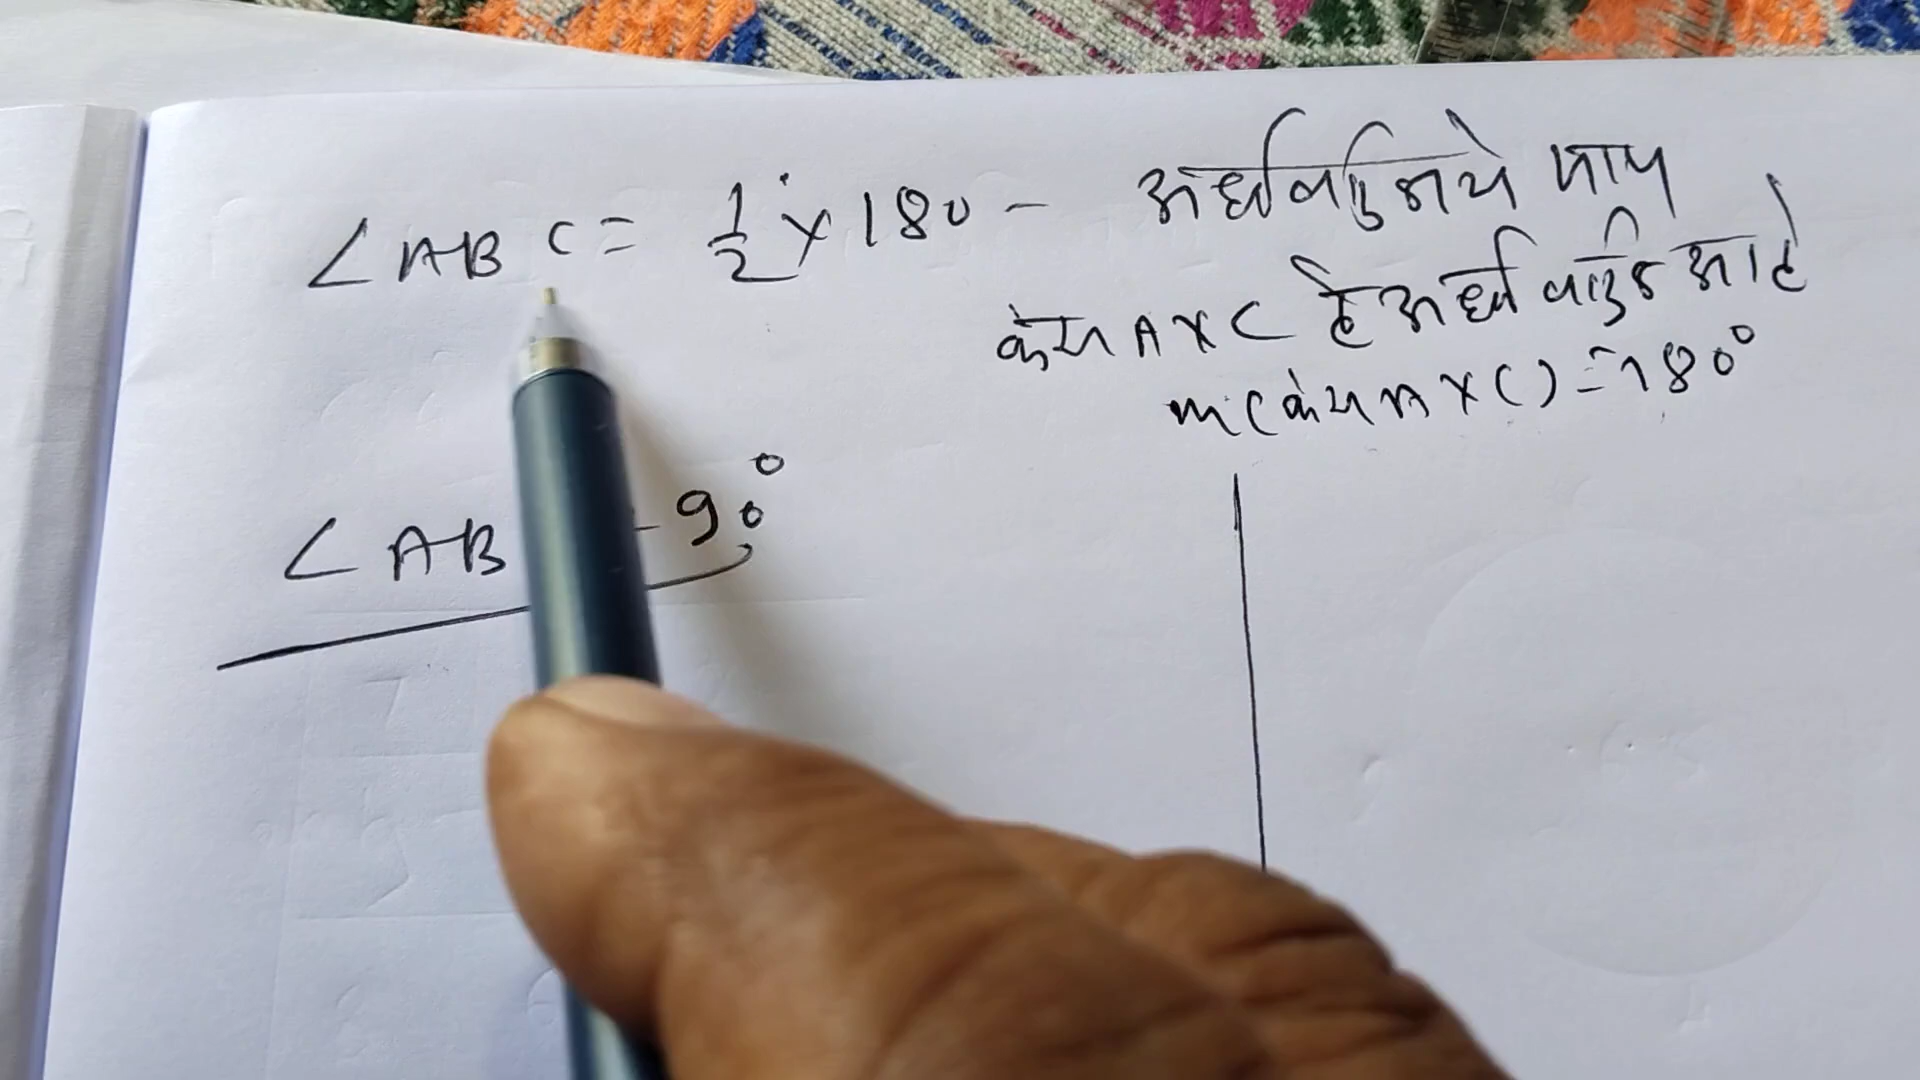 ∠ABC = 1/2 × 180 - अर्धवर्तुळाचे माप
कंस AXC हे अर्धवर्तुळ आहे
m(कंस AXC) = 180°
∠AB - 90°